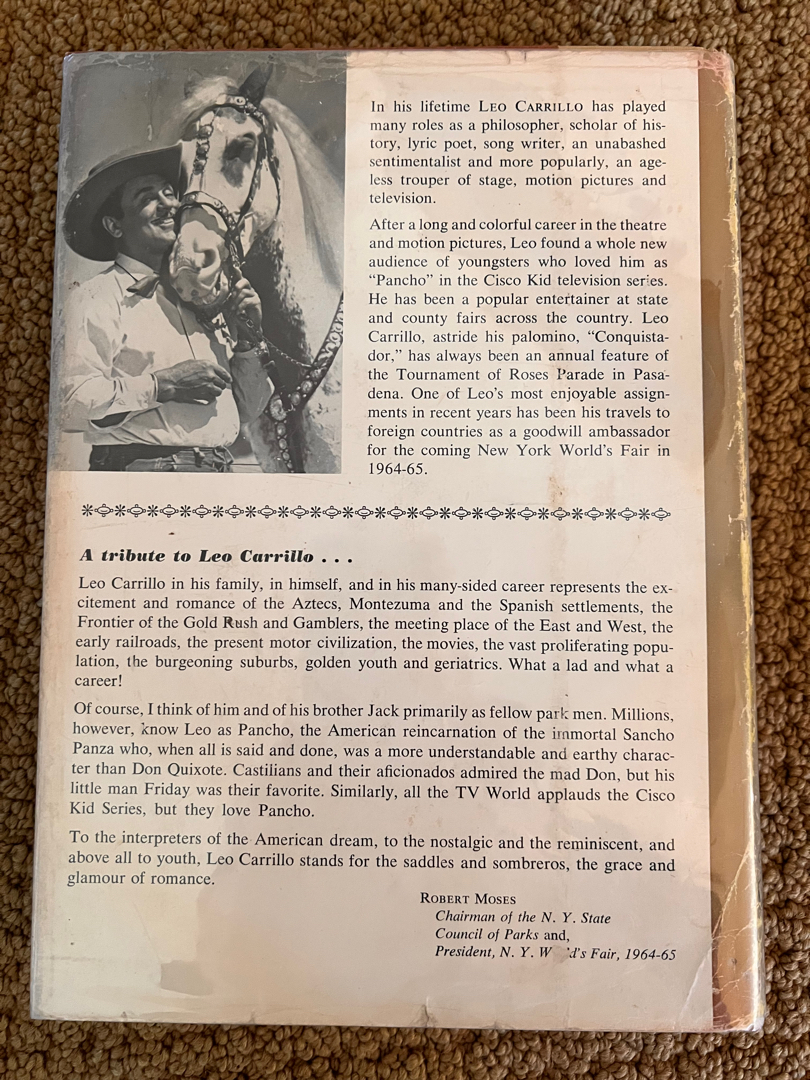 In his lifetime LEO CARRILLO has played
many roles as a philosopher, scholar of his-
tory, lyric poet, song writer, an unabashed
sentimentalist and more popularly, an age-
less trouper of stage, motion pictures and
television.
After a long and colorful career in the theatre
and motion pictures, Leo found a whole new
audience of youngsters who loved him as
“Pancho” in the Cisco Kid television series.
He has been a popular entertainer at state
and county fairs across the country. Leo
Carrillo, astride his palomino, “Conquista-
dor,” has always been an annual feature of
the Tournament of Roses Parade in Pasa-
dena. One of Leo's most enjoyable assign-
ments in recent years has been his travels to
foreign countries as a goodwill ambassador
for the coming New York World's Fair in
1964-65.
A tribute to Leo Carrillo . . .
Leo Carrillo in his family, in himself, and in his many-sided career represents the ex-
citement and romance of the Aztecs, Montezuma and the Spanish settlements, the
Frontier of the Gold Rush and Gamblers, the meeting place of the East and West, the
early railroads, the present motor civilization, the movies, the vast proliferating popu-
lation, the burgeoning suburbs, golden youth and geriatrics. What a lad and what a
career!
Of course, I think of him and of his brother Jack primarily as fellow park men. Millions,
however, know Leo as Pancho, the American reincarnation of the immortal Sancho
Panza who, when all is said and done, was a more understandable and earthy charac-
ter than Don Quixote. Castilians and their aficionados admired the mad Don, but his
little man Friday was their favorite. Similarly, all the TV World applauds the Cisco
Kid Series, but they love Pancho.
To the interpreters of the American dream, to the nostalgic and the reminiscent, and
above all to youth, Leo Carrillo stands for the saddles and sombreros, the grace and
glamour of romance.
ROBERT MOSES
Chairman of the N. Y. State
Council of Parks and,
President, N. Y. W 'd's Fair, 1964-65